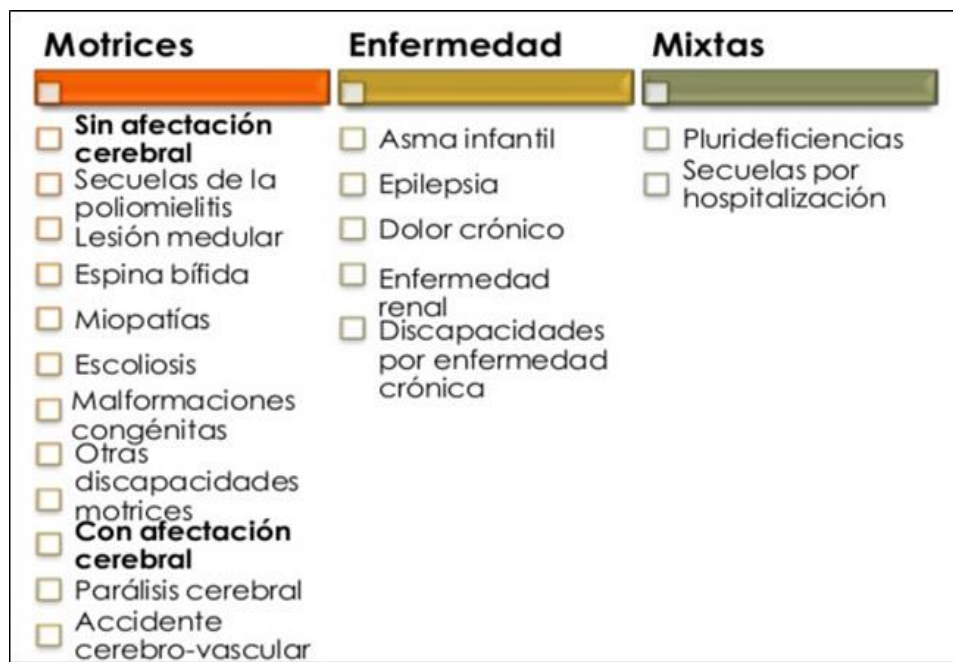 Motrices
Sin afectación
cerebral
Secuelas de la
poliomielitis
Lesión medular
Espina bífida
Miopatías
Escoliosis
Malformaciones
congénitas
Otras
discapacidades
motrices
Con afectación
cerebral
Parálisis cerebral
Accidente
cerebro-vascular
Enfermedad
Asma infantil
Epilepsia
Dolor crónico
Enfermedad
renal
Discapacidades
por enfermedad
crónica
Mixtas
Plurideficiencias
Secuelas por
hospitalización